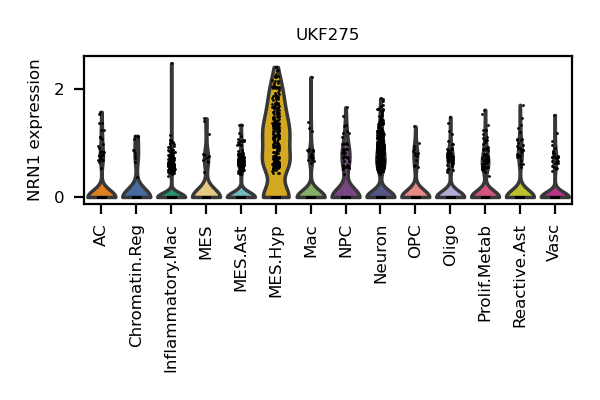 UKF275
NRN1 expression
2
0
AC
Chromatin.Reg
Inflammatory.Mac
MES
MES.Ast
MES.Hyp
Mac
NPC
Neuron
OPC
Oligo
Prolif.Metab
Reactive.Ast
Vasc